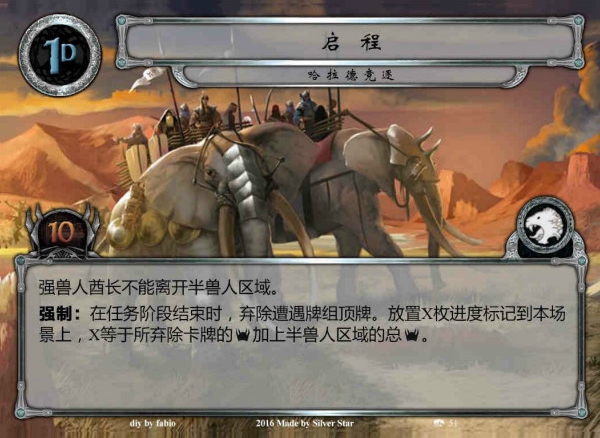 1D
启程
哈拉德竞逐
10
强兽人酋长不能离开半兽人区域。
强制：在任务阶段结束时，弃除遭遇牌组顶牌。放置X枚进度标记到本场
景上，X等于所弃除卡牌的加上半兽人区域的总。
diy by fabio
2016 Made by Silver Star
51